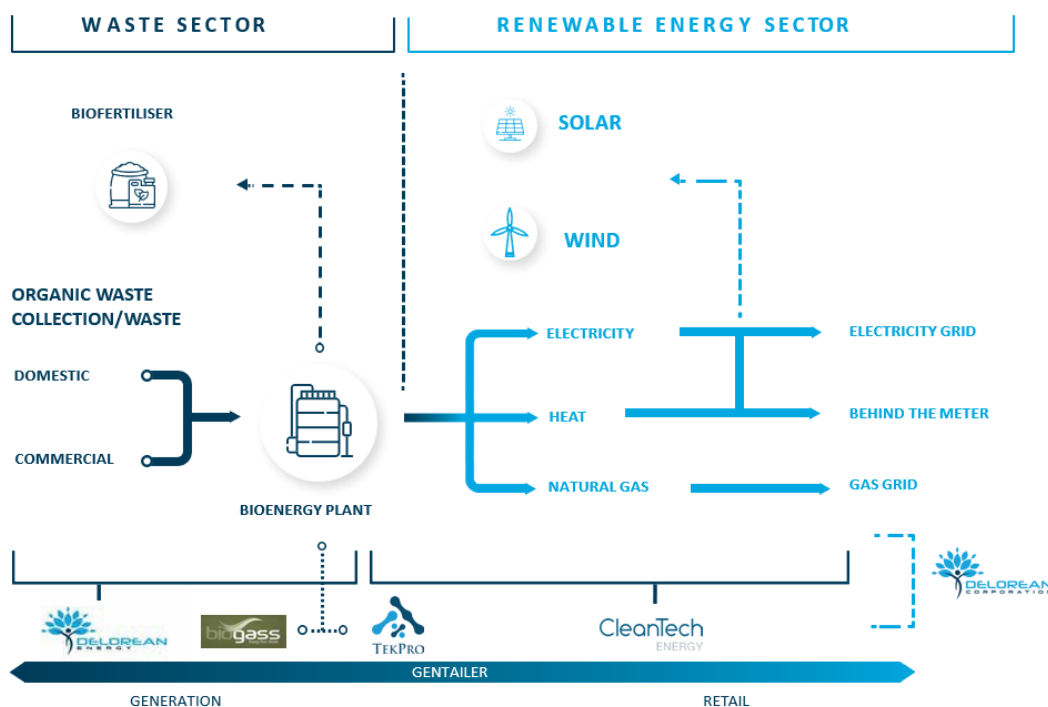 WASTE SECTOR
RENEWABLE ENERGY SECTOR
BIOFERTILISER
SOLAR
WIND
ORGANIC WASTE
COLLECTION/WASTE
DOMESTIC
COMMERCIAL
BIOENERGY PLANT
ELECTRICITY
HEAT
NATURAL GAS
ELECTRICITY GRID
BEHIND THE METER
GAS GRID
DELOREAN
ENERGY
biogass
TEKPRO
CleanTech
ENERGY
DELOREAN
CORPORATION
GENTAILER
GENERATION
RETAIL